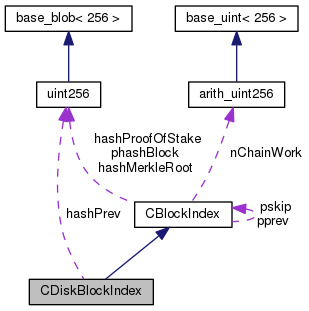 base_blob< 256 >
base_uint< 256 >
uint256
arith_uint256
hashProofOfStake
phashBlock
hashMerkleRoot
nChainWork
hashPrev
CBlockIndex
pskip
pprev
CDiskBlockIndex